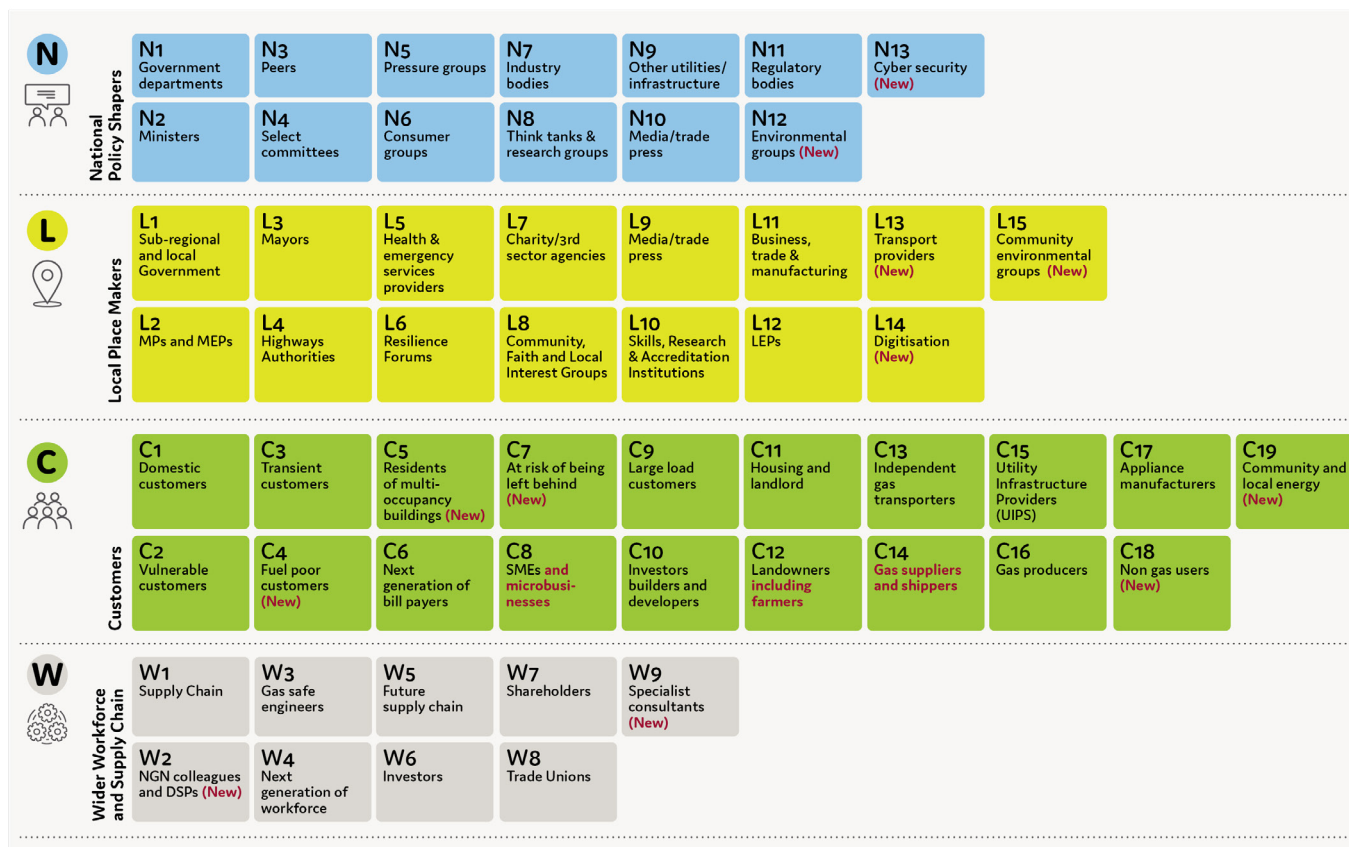 N
National
Policy Shapers
N1
Government
departments
N3
Peers
N5
Pressure groups
N7
Industry
bodies
N9
Other utilities/
infrastructure
N11
Regulatory
bodies
N13
Cyber security
(New)
N2
Ministers
N4
Select
committees
N6
Consumer
groups
N8
Think tanks &
research groups
N10
Media/trade
press
N12
Environmental
groups (New)
L
Local Place Makers
L1
Sub-regional
and local
Government
L3
Mayors
L5
Health &
emergency
services
providers
L7
Charity/3rd
sector agencies
L9
Media/trade
press
L11
Business,
trade &
manufacturing
L13
Transport
providers
(New)
L15
Community
environmental
groups (New)
L2
MPs and MEPs
L4
Highways
Authorities
L6
Resilience
Forums
L8
Community,
Faith and Local
Interest Groups
L10
Skills, Research
& Accreditation
Institutions
L12
LEPs
L14
Digitisation
(New)
C
Customers
C1
Domestic
customers
C3
Transient
customers
C5
Residents
of multi-
occupancy
buildings (New)
C7
At risk of being
left behind
(New)
C9
Large load
customers
C11
Housing and
landlord
C13
Independent
gas
transporters
C15
Utility
Infrastructure
Providers
(UIPS)
C17
Appliance
manufacturers
C19
Community and
local energy
(New)
C2
Vulnerable
customers
C4
Fuel poor
customers
(New)
C6
Next
generation of
bill payers
C8
SMEs and
microbusi-
nesses
C10
Investors
builders and
developers
C12
Landowners
including
farmers
C14
Gas suppliers
and shippers
C16
Gas producers
C18
Non gas users
(New)
W
Wider Workforce
and Supply Chain
W1
Supply Chain
W3
Gas safe
engineers
W5
Future
supply chain
W7
Shareholders
W9
Specialist
consultants
(New)
W2
NGN colleagues
and DSPs (New)
W4
Next
generation of
workforce
W6
Investors
W8
Trade Unions